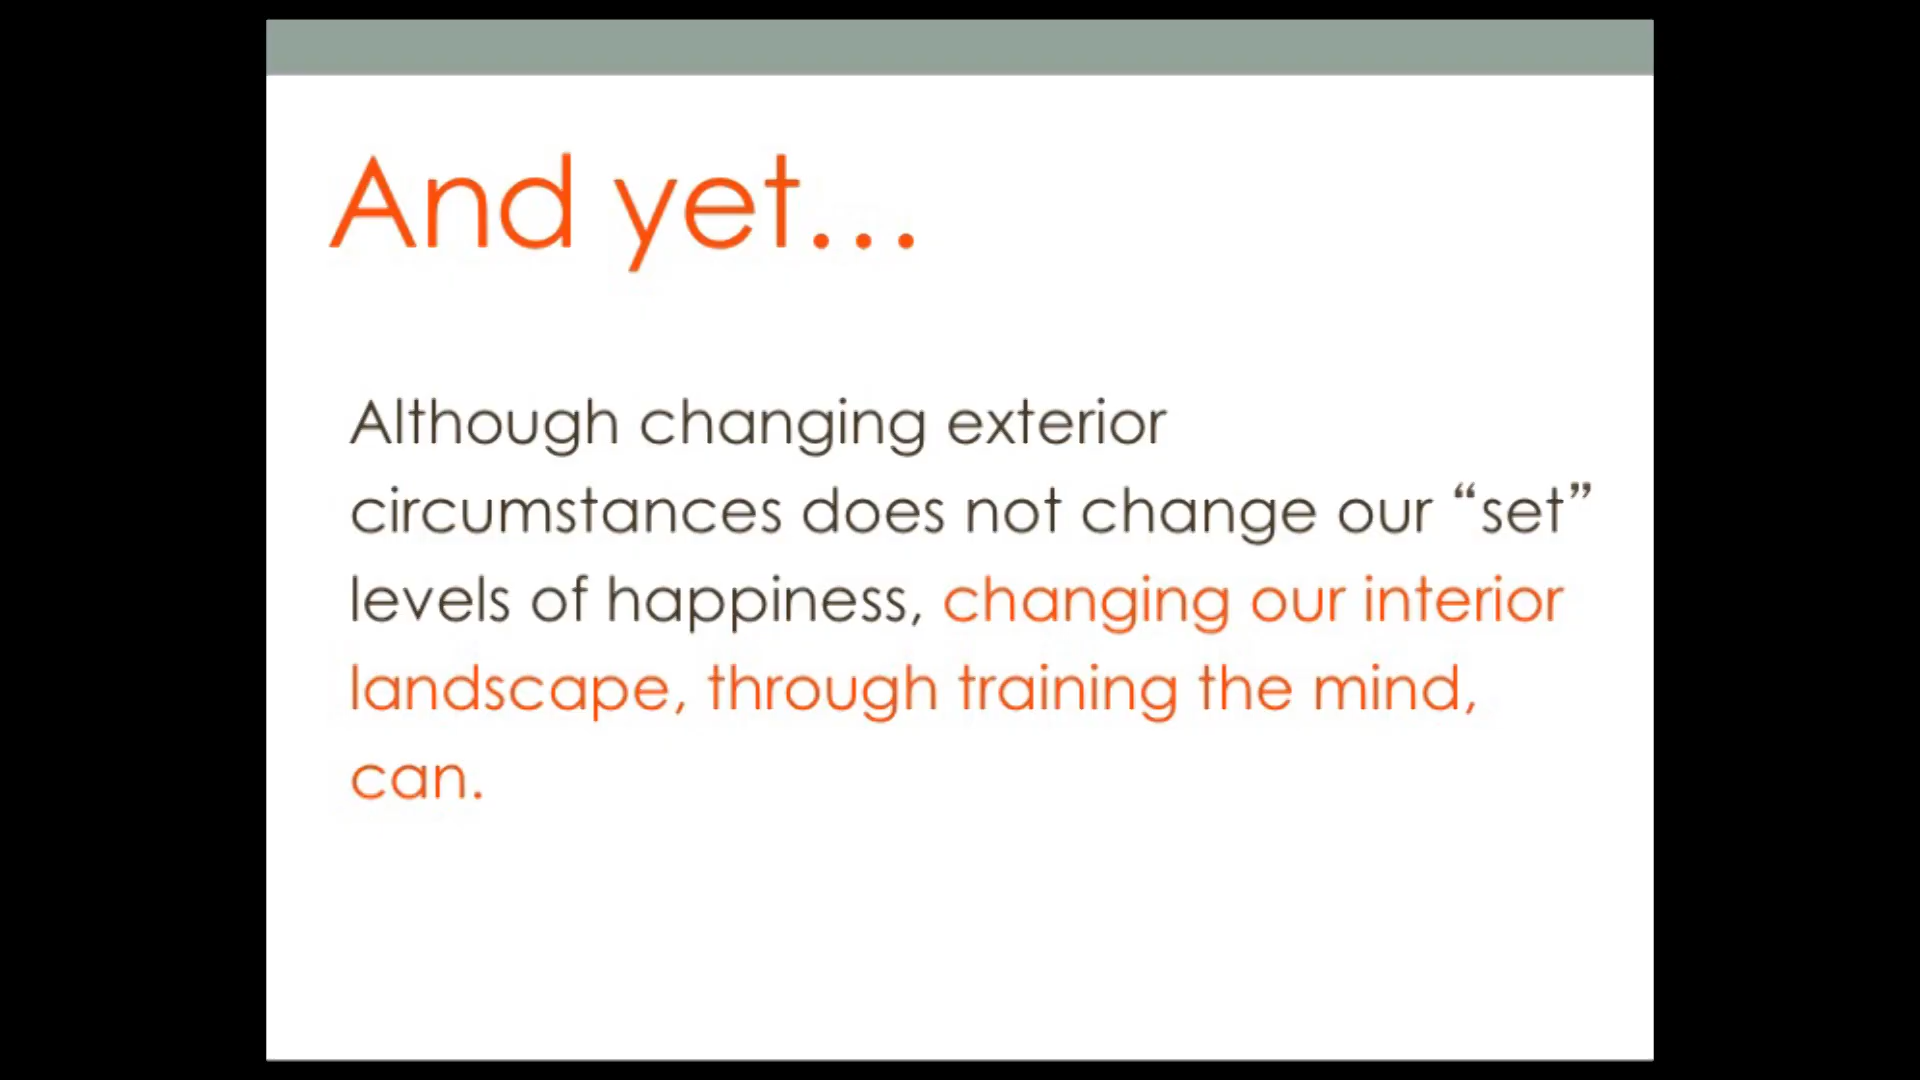 And yet...
Although changing exterior
circumstances does not change our “set”
levels of happiness, changing our interior
landscape, through training the mind,
can.